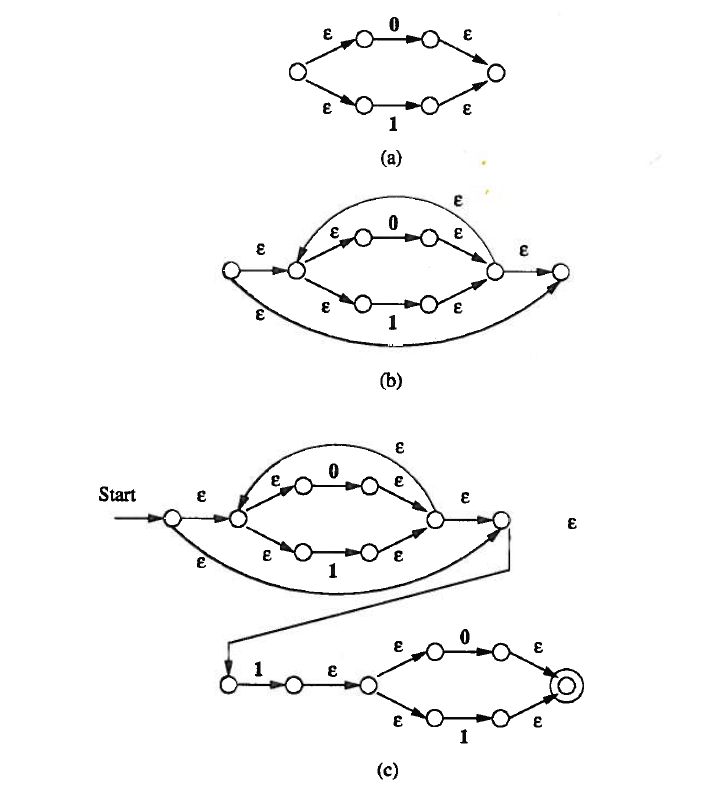 ε 0 ε
ε 1 ε
(a)
ε
ε ε 0 ε ε
ε ε 1 ε
(b)
ε
Start ε ε 0 ε ε ε
ε ε 1 ε
1 ε ε 0 ε
ε 1 ε
(c)